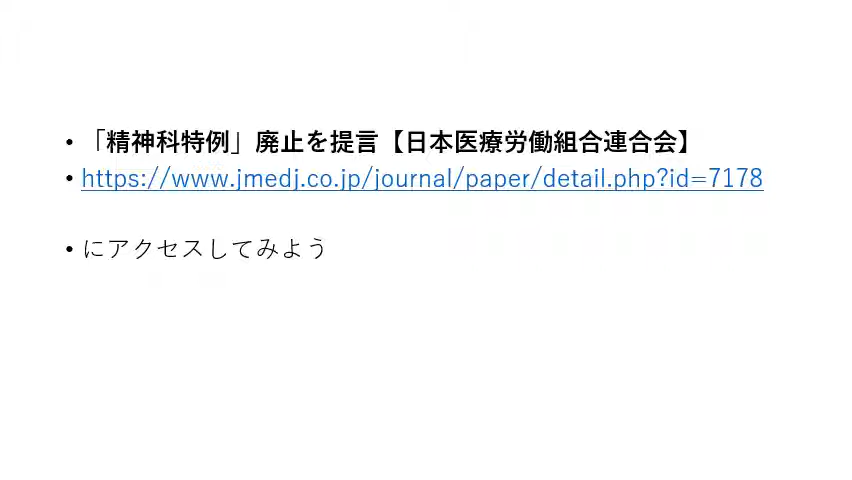 • 「精神科特例」廃止を提言【日本医療労働組合連合会】
• https://www.jmedj.co.jp/journal/paper/detail.php?id=7178
• にアクセスしてみよう